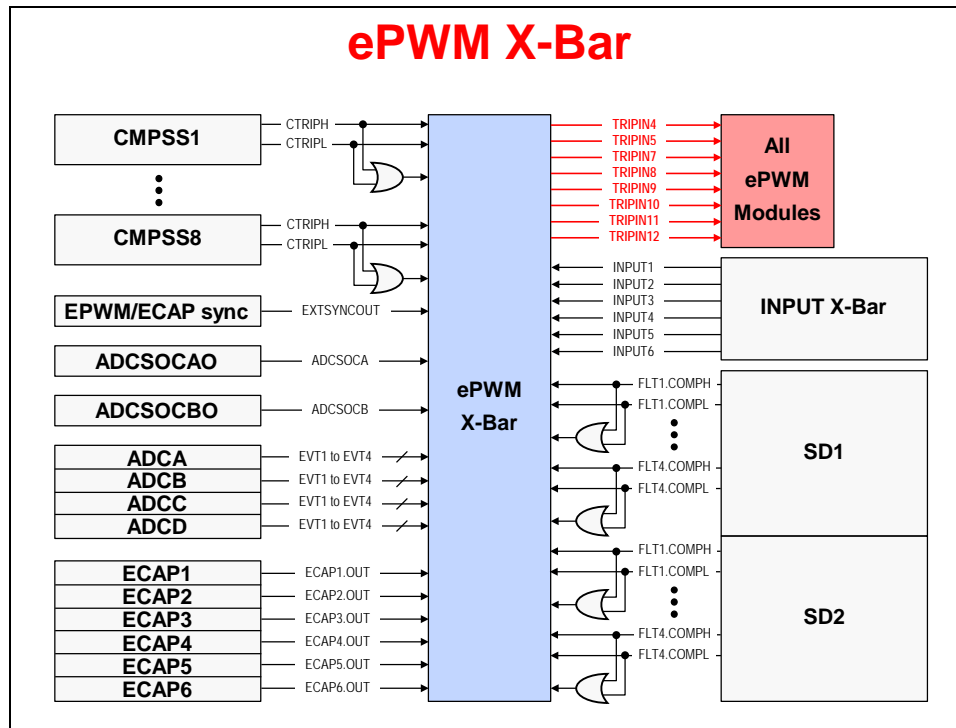 ePWM X-Bar
CMPSS1
CTRIPH
CTRIPL
CMPSS8
CTRIPH
CTRIPL
EPWM/ECAP sync
EXTSYNCOUT
ADCSOCAO
ADCSOCA
ADCSOCBO
ADCSOCB
ADCA
EVT1 to EVT4
ADCB
EVT1 to EVT4
ADCC
EVT1 to EVT4
ADCD
EVT1 to EVT4
ECAP1
ECAP1.OUT
ECAP2
ECAP2.OUT
ECAP3
ECAP3.OUT
ECAP4
ECAP4.OUT
ECAP5
ECAP5.OUT
ECAP6
ECAP6.OUT
ePWM
X-Bar
TRIPIN4
TRIPIN5
TRIPIN7
TRIPIN8
TRIPIN9
TRIPIN10
TRIPIN11
TRIPIN12
All
ePWM
Modules
INPUT1
INPUT2
INPUT3
INPUT4
INPUT5
INPUT6
INPUT X-Bar
FLT1.COMPH
FLT1.COMPL
FLT4.COMPH
FLT4.COMPL
SD1
FLT1.COMPH
FLT1.COMPL
FLT4.COMPH
FLT4.COMPL
SD2